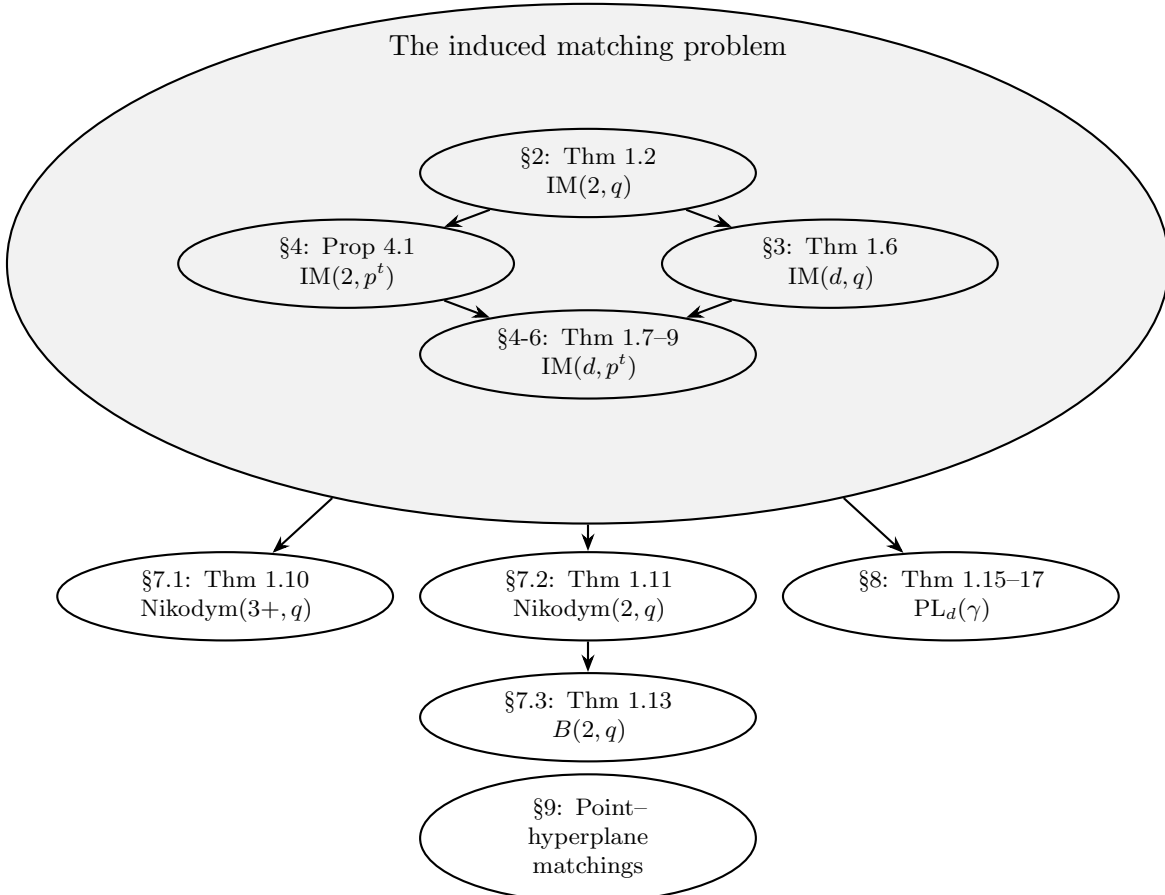 The induced matching problem
§2: Thm 1.2
IM(2, q)
§4: Prop 4.1
IM(2, p^t)
§3: Thm 1.6
IM(d, q)
§4-6: Thm 1.7–9
IM(d, p^t)
§7.1: Thm 1.10
Nikodym(3+, q)
§7.2: Thm 1.11
Nikodym(2, q)
§8: Thm 1.15–17
PL_d(γ)
§7.3: Thm 1.13
B(2, q)
§9: Point–
hyperplane
matchings